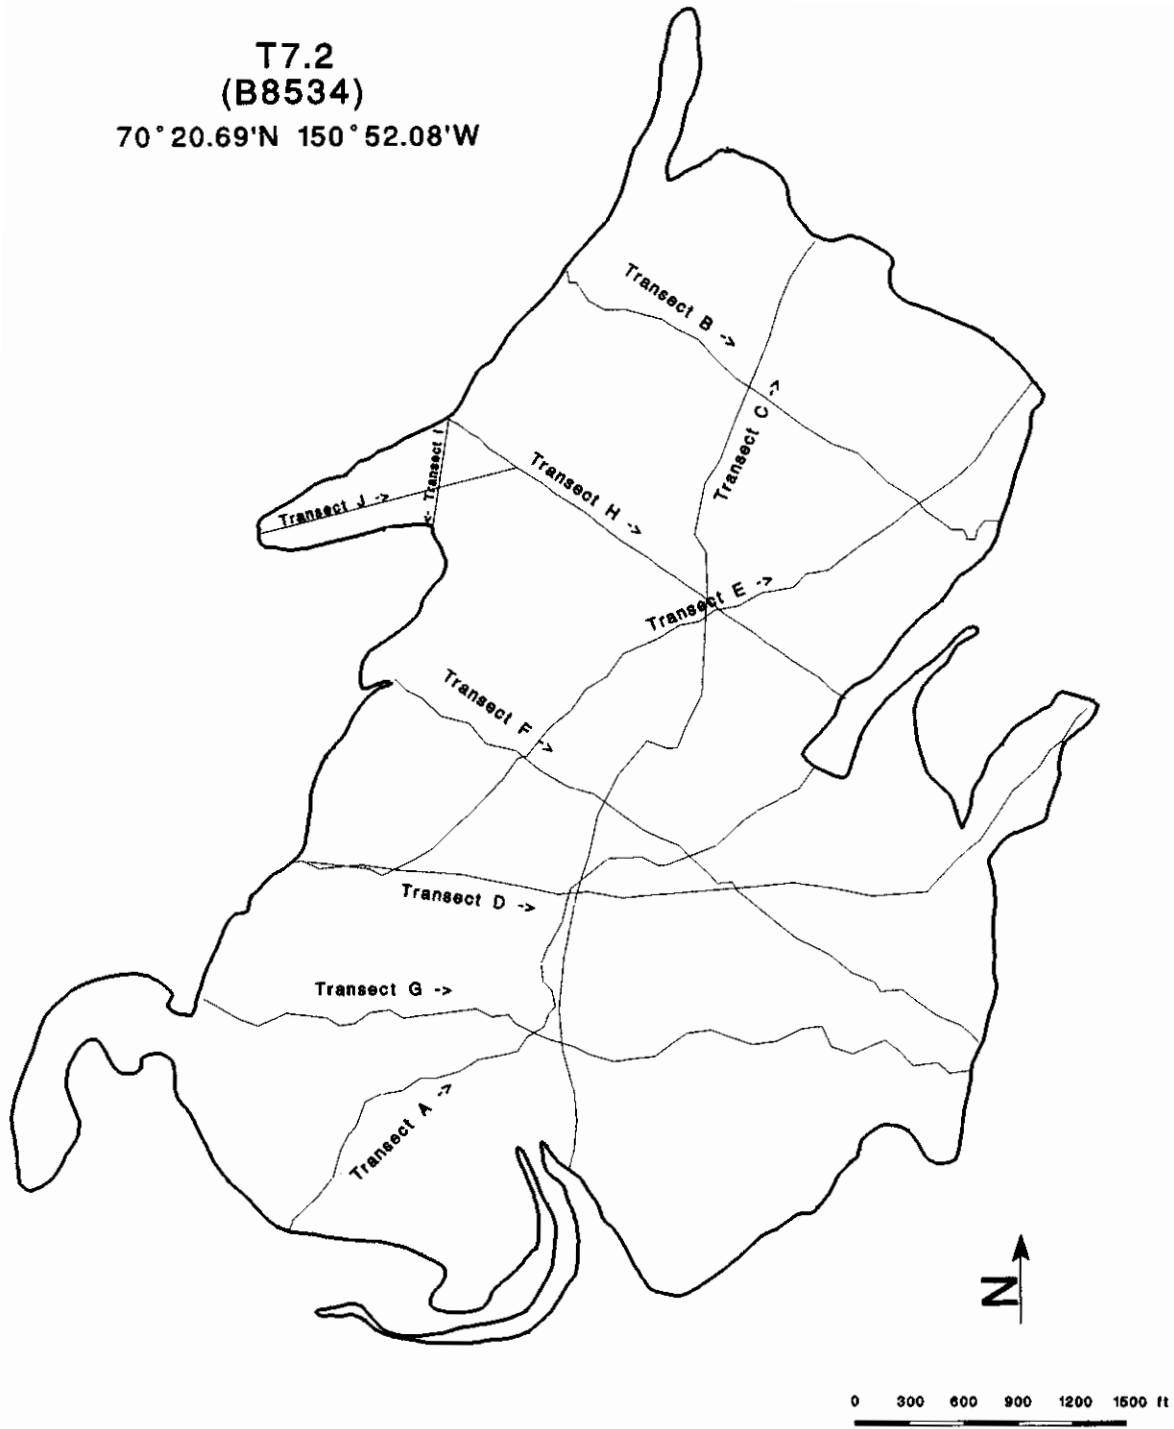 T7.2
(B8534)
70°20.69'N 150°52.08'W
Transect B ->
Transect C ->
Transect I ->
Transect J ->
Transect H ->
Transect E ->
Transect F ->
Transect D ->
Transect G ->
Transect A ->
N
0 300 600 900 1200 1500 ft